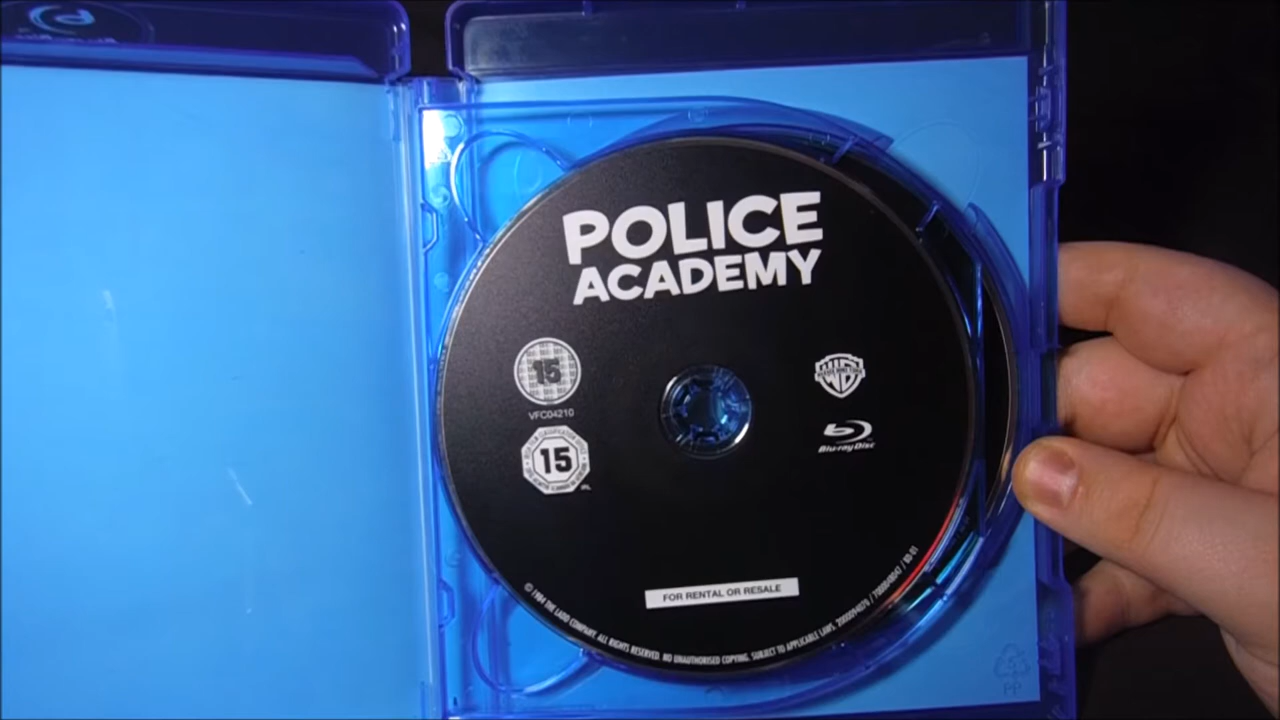 POLICE
ACADEMY
15
VFC04210
15
Blu-ray Disc
FOR RENTAL OR RESALE
© 1984 THE LADD COMPANY. ALL RIGHTS RESERVED. NO UNAUTHORISED COPYING. SUBJECT TO APPLICABLE LAWS.
PP